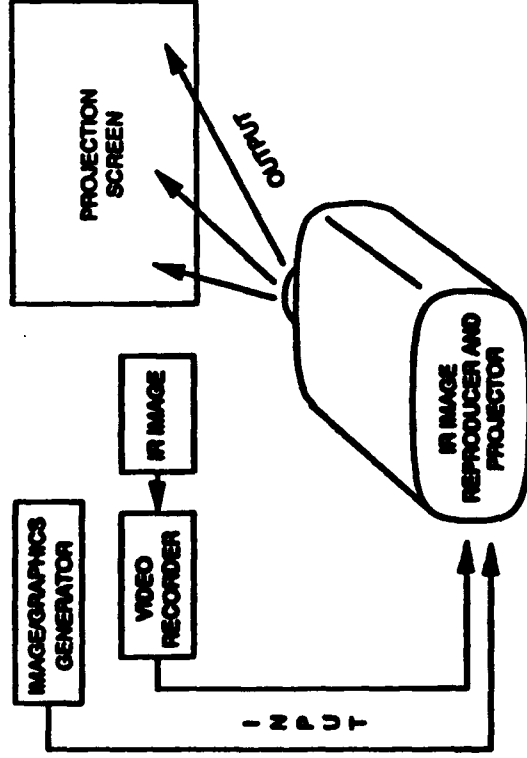 IMAGE/GRAPHICS
GENERATOR
VIDEO
RECORDER
IR IMAGE
PROJECTION
SCREEN
INPUT
OUTPUT
IR IMAGE
REPRODUCER AND
PROJECTOR